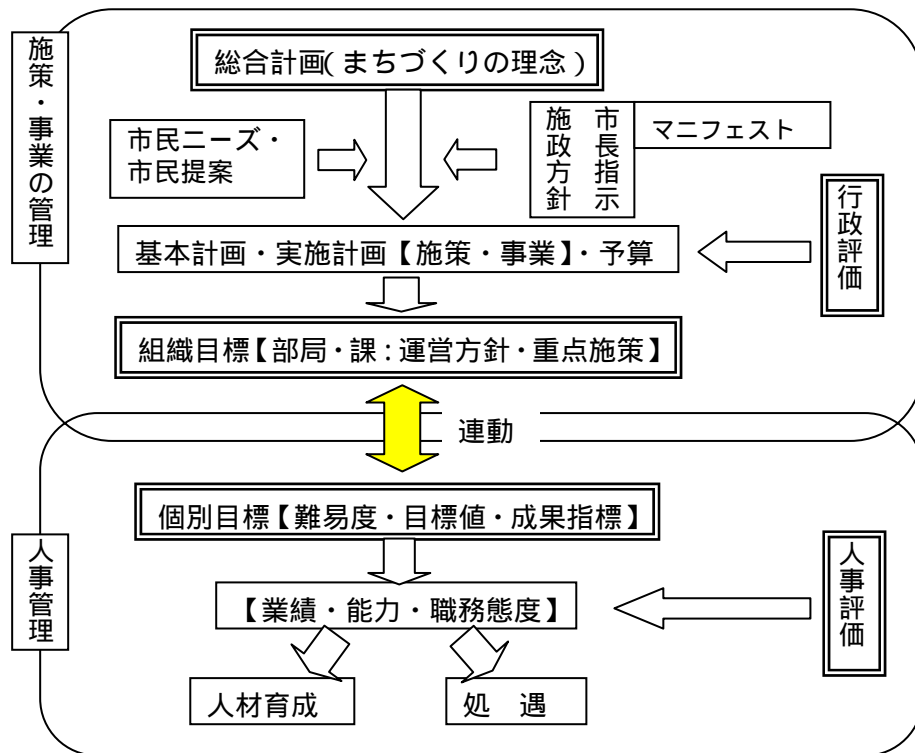 施策・事業の管理
総合計画(まちづくりの理念)
市民ニーズ・
市民提案
市長指示
施政方針
マニフェスト
行政評価
基本計画・実施計画【施策・事業】・予算
組織目標【部局・課:運営方針・重点施策】
連動
人事管理
個別目標【難易度・目標値・成果指標】
人事評価
【業績・能力・職務態度】
人材育成
処　遇